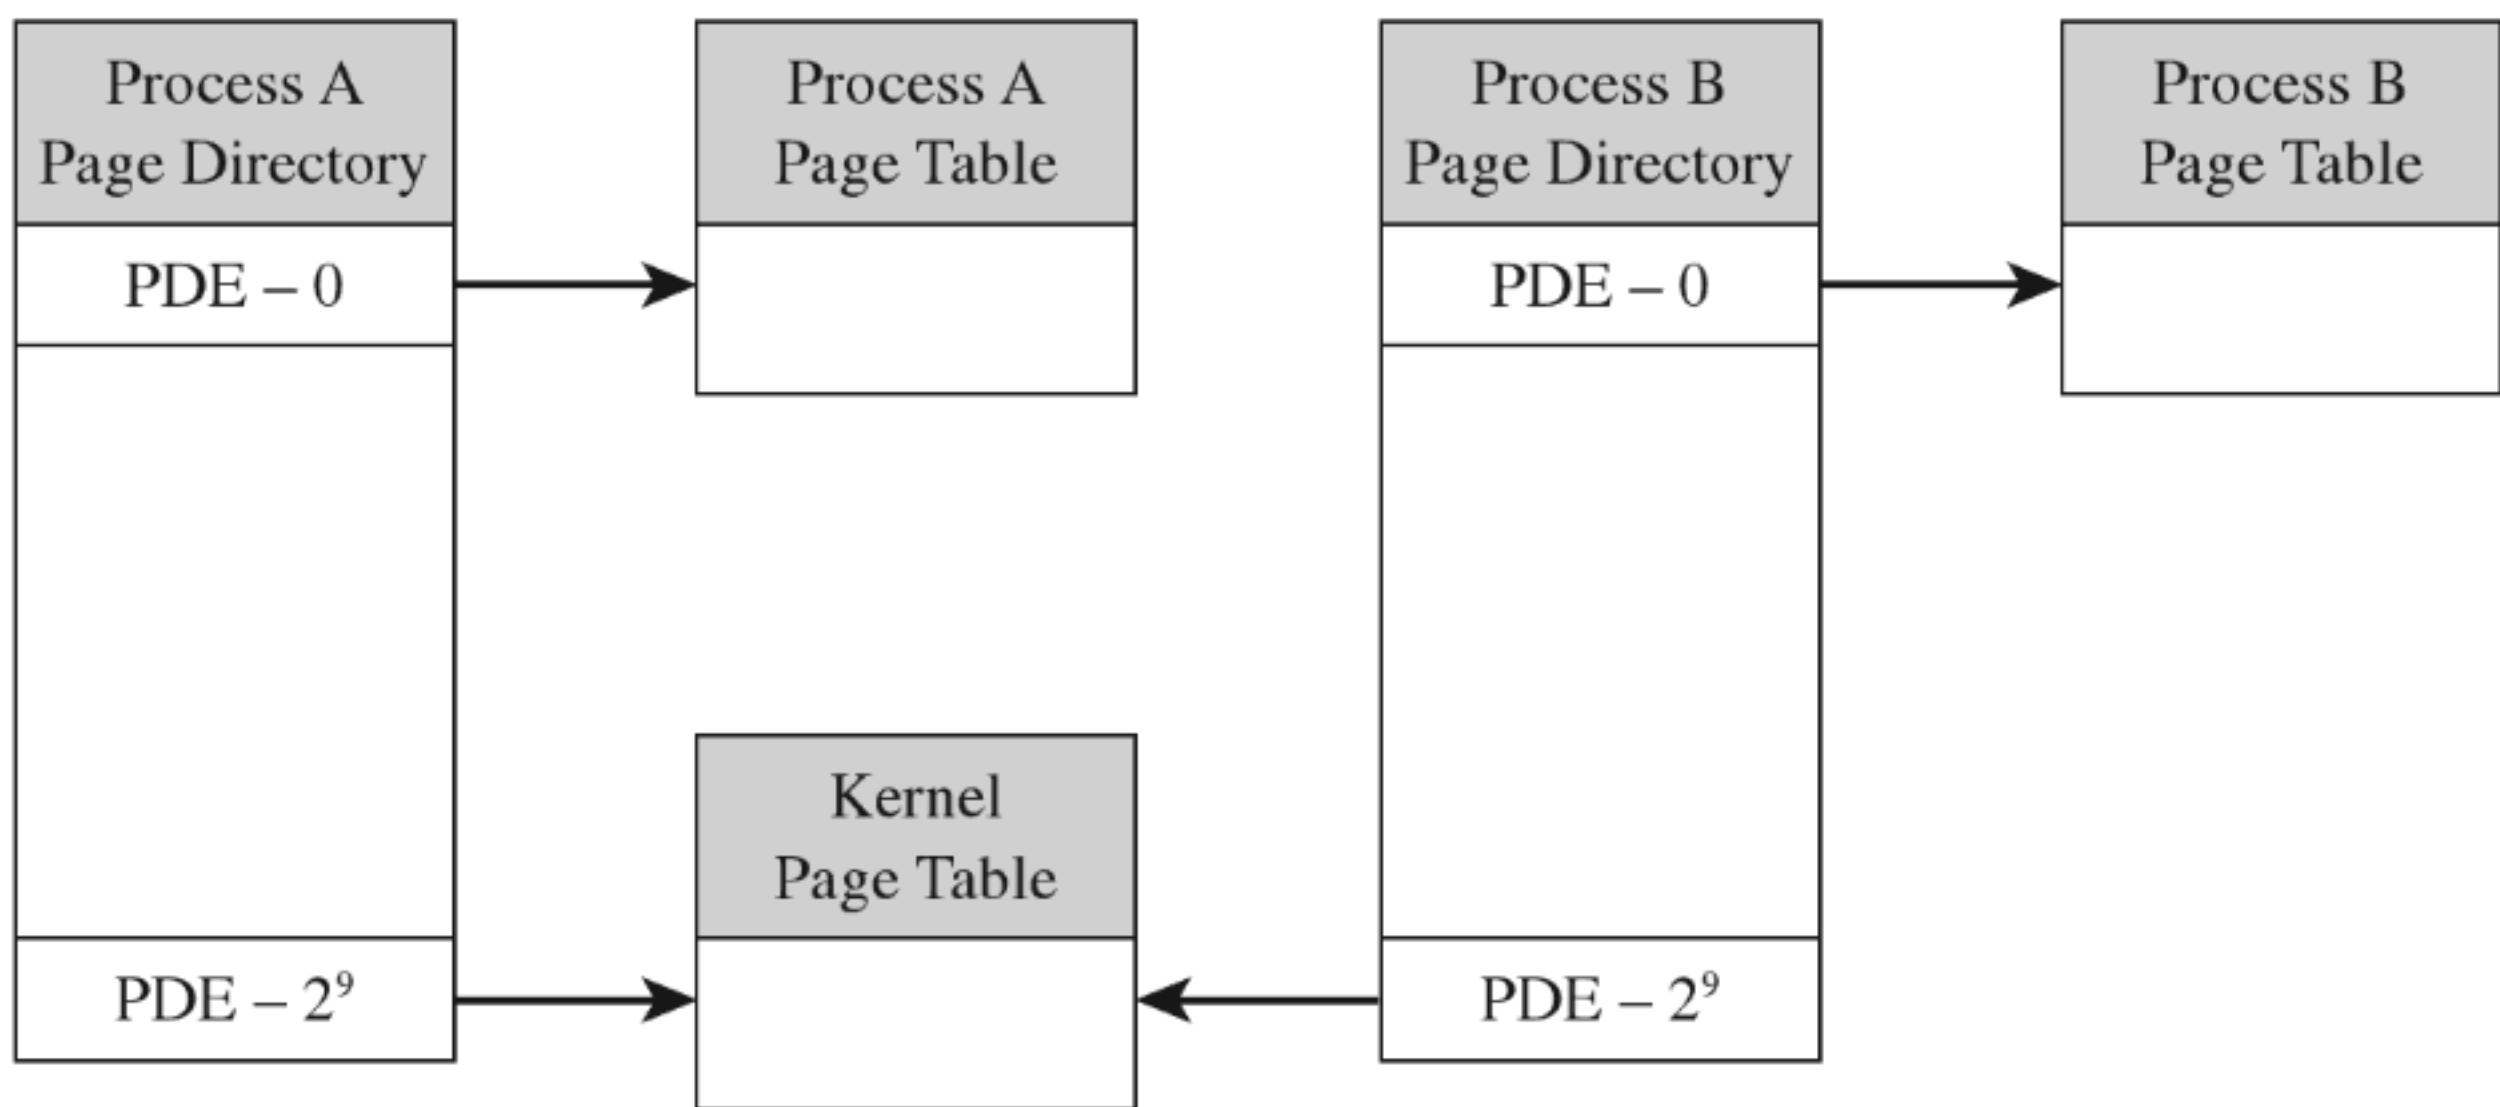 Process A
Page Directory
PDE – 0
PDE – 2⁹
Process A
Page Table
Kernel
Page Table
Process B
Page Directory
PDE – 0
PDE – 2⁹
Process B
Page Table